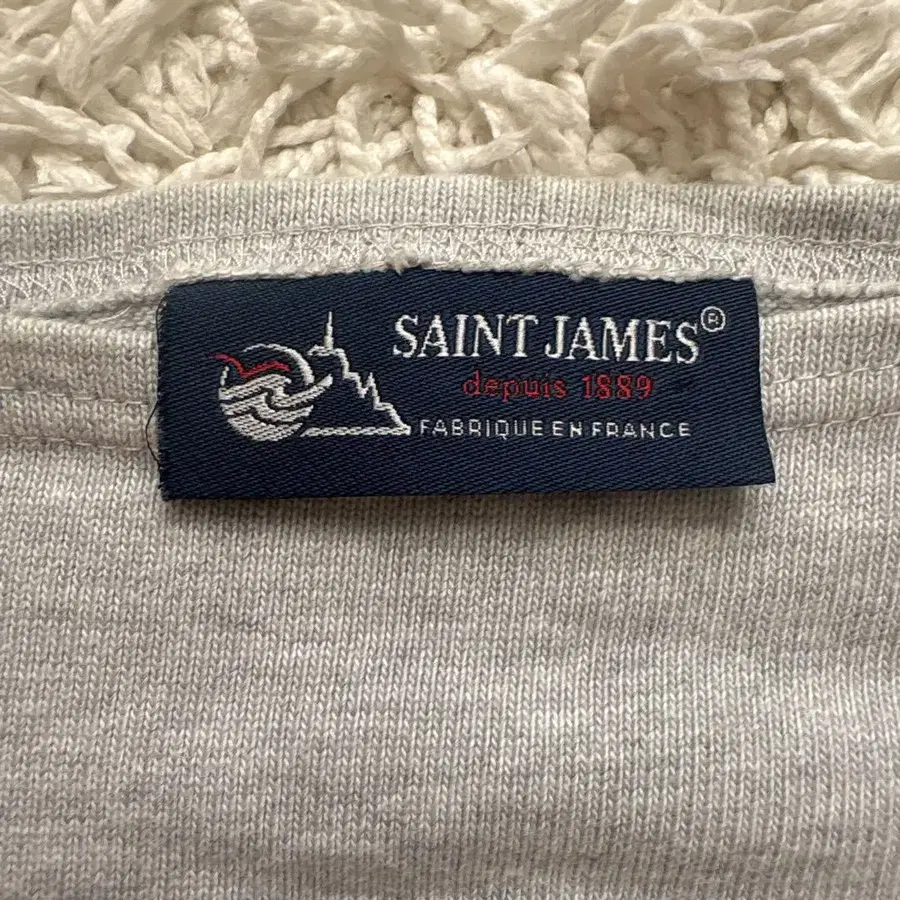 SAINT JAMES®
depuis 1889
FABRIQUE EN FRANCE